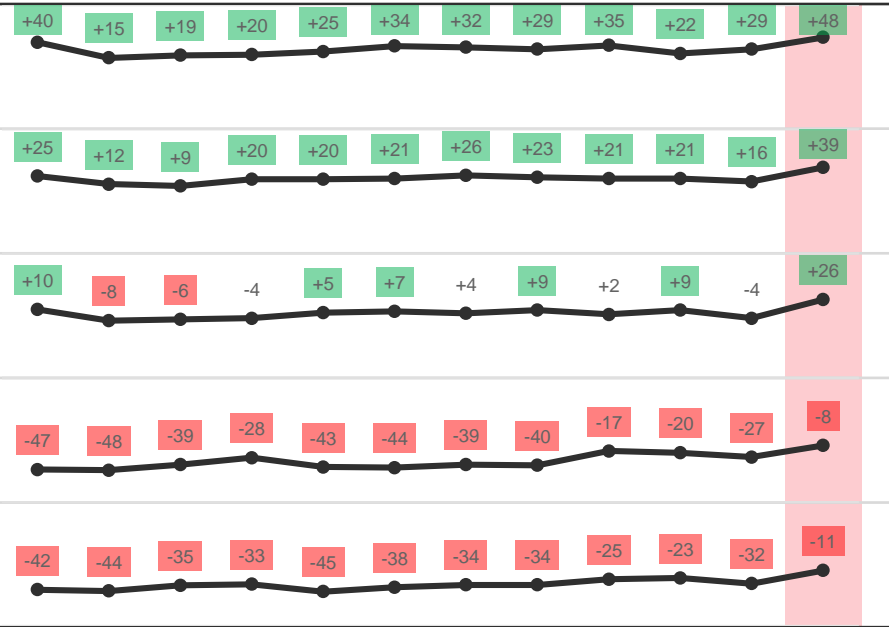 +40 +15 +19 +20 +25 +34 +32 +29 +35 +22 +29 +48
+25 +12 +9 +20 +20 +21 +26 +23 +21 +21 +16 +39
+10 -8 -6 -4 +5 +7 +4 +9 +2 +9 -4 +26
-47 -48 -39 -28 -43 -44 -39 -40 -17 -20 -27 -8
-42 -44 -35 -33 -45 -38 -34 -34 -25 -23 -32 -11